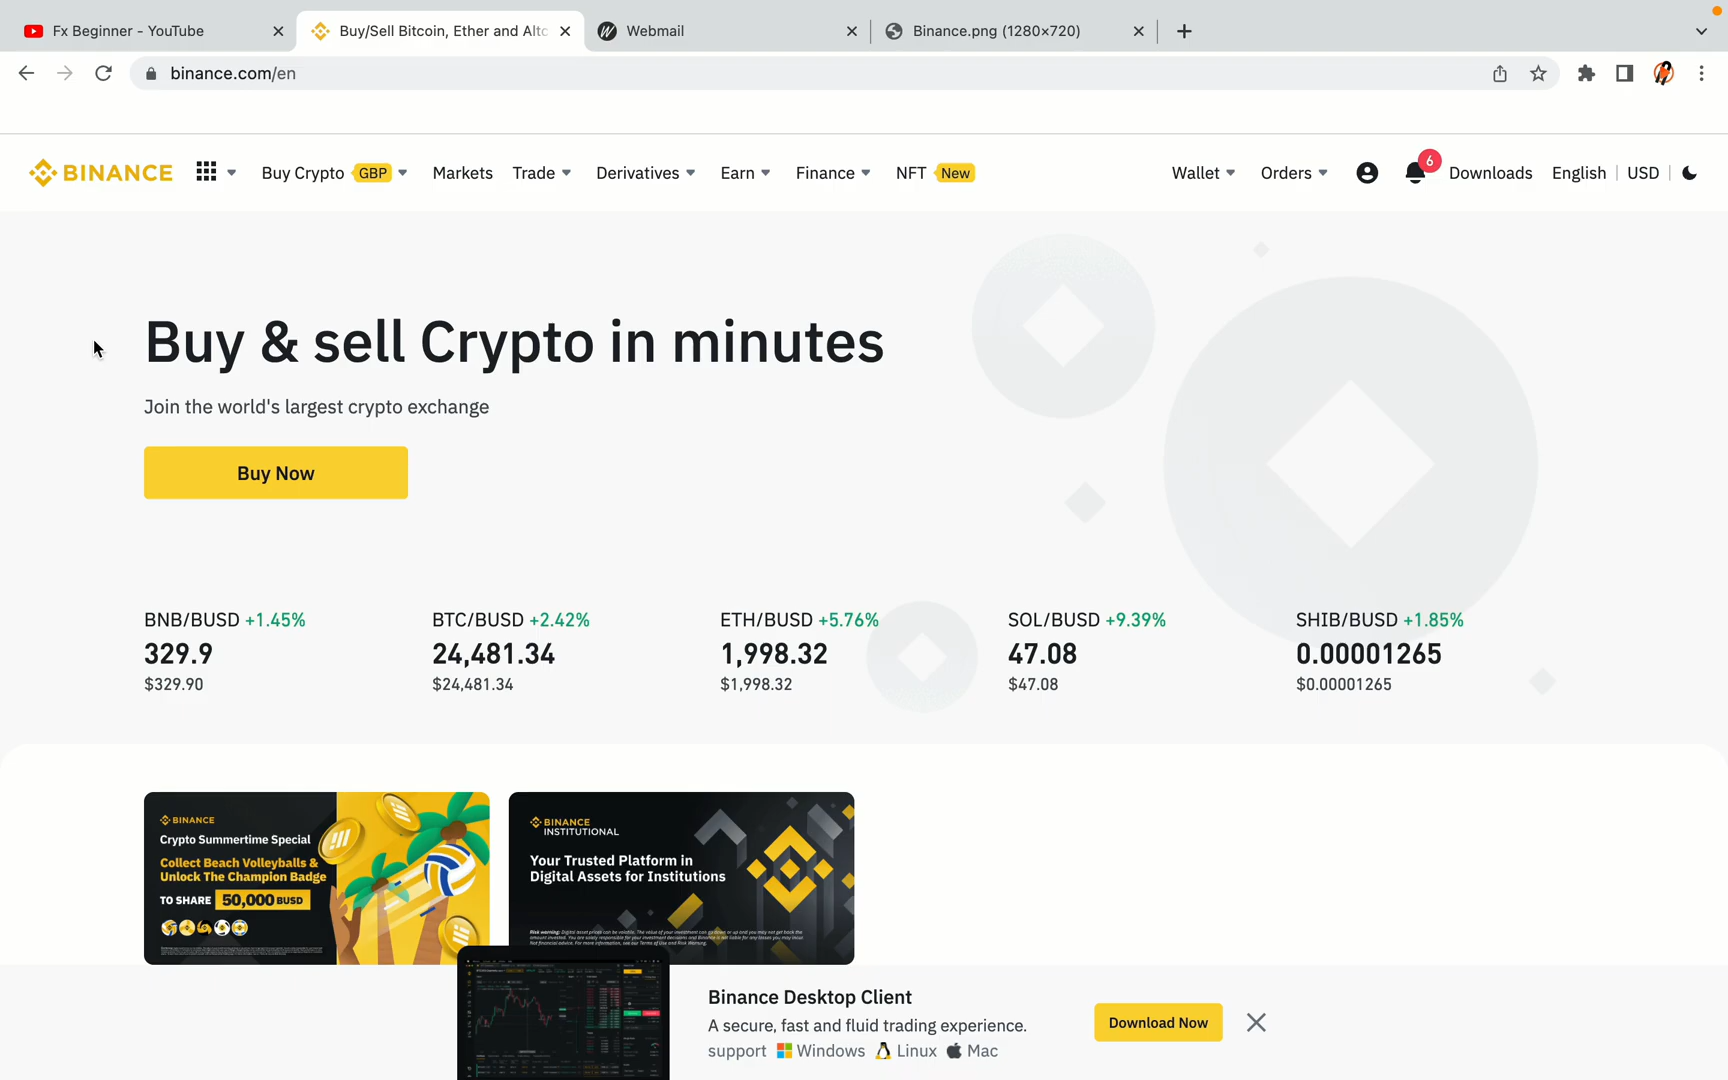 Fx Beginner - YouTube
Buy/Sell Bitcoin, Ether and Altc
Webmail
Binance.png (1280×720)
binance.com/en
BINANCE
Buy Crypto GBP
Markets
Trade
Derivatives
Earn
Finance
NFT New
Wallet
Orders
6
Downloads
English
USD
Buy & sell Crypto in minutes
Join the world's largest crypto exchange
Buy Now
BNB/BUSD +1.45%
329.9
$329.90
BTC/BUSD +2.42%
24,481.34
$24,481.34
ETH/BUSD +5.76%
1,998.32
$1,998.32
SOL/BUSD +9.39%
47.08
$47.08
SHIB/BUSD +1.85%
0.00001265
$0.00001265
BINANCE
Crypto Summertime Special
Collect Beach Volleyballs &
Unlock The Champion Badge
TO SHARE 50,000 BUSD
BINANCE
INSTITUTIONAL
Your Trusted Platform in
Digital Assets for Institutions
Binance Desktop Client
A secure, fast and fluid trading experience.
support Windows Linux Mac
Download Now